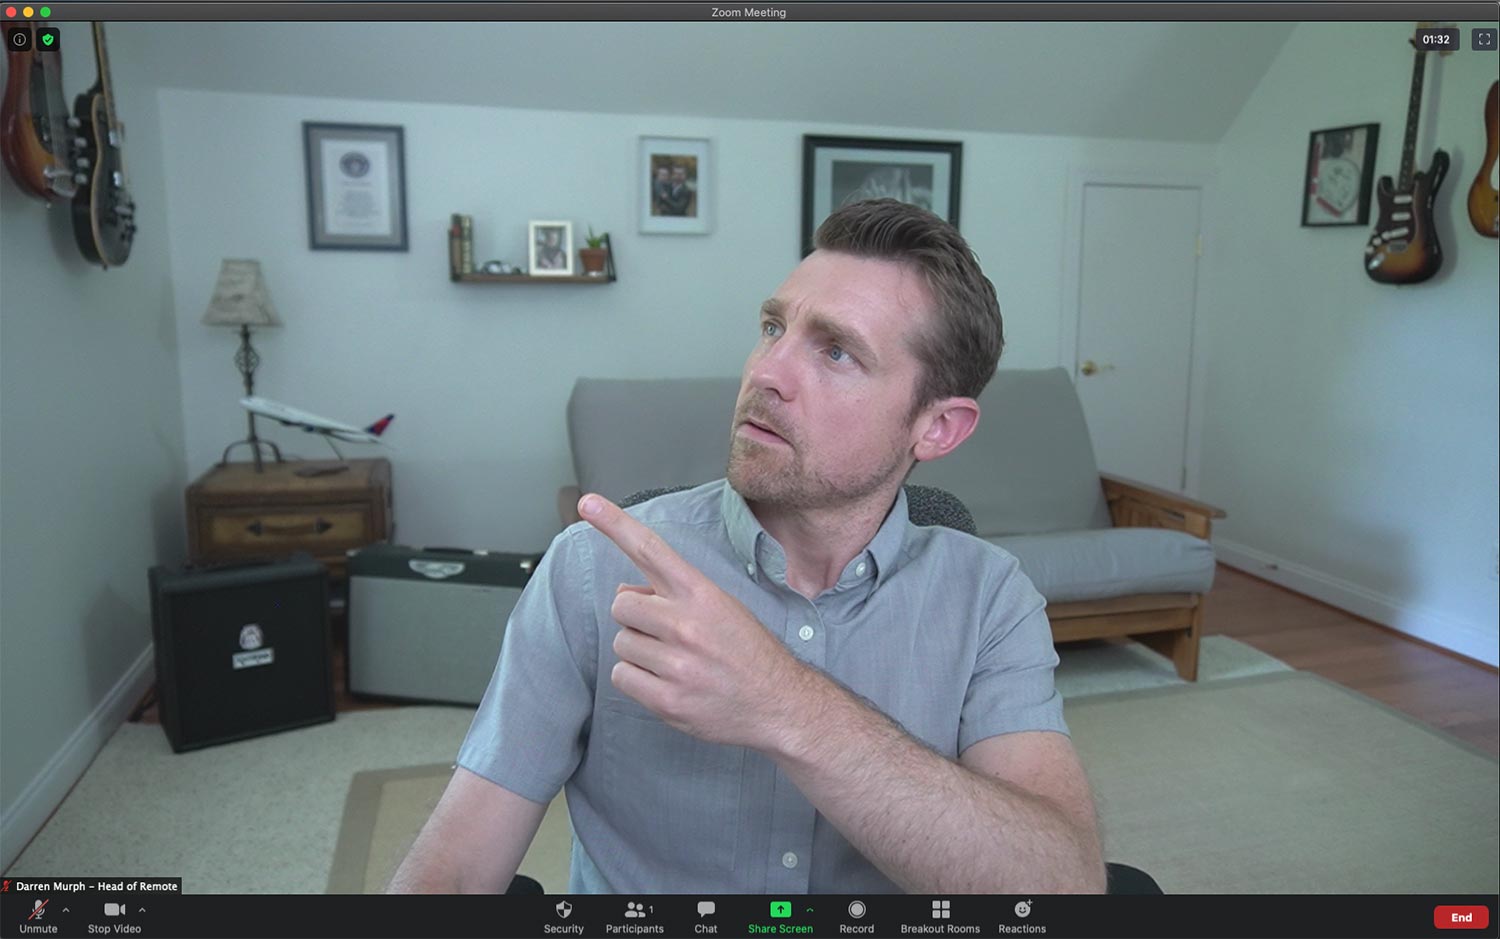 Zoom Meeting
01:32
Darren Murph – Head of Remote
Unmute
Stop Video
Security
Participants
1
Chat
Share Screen
Record
Breakout Rooms
Reactions
End